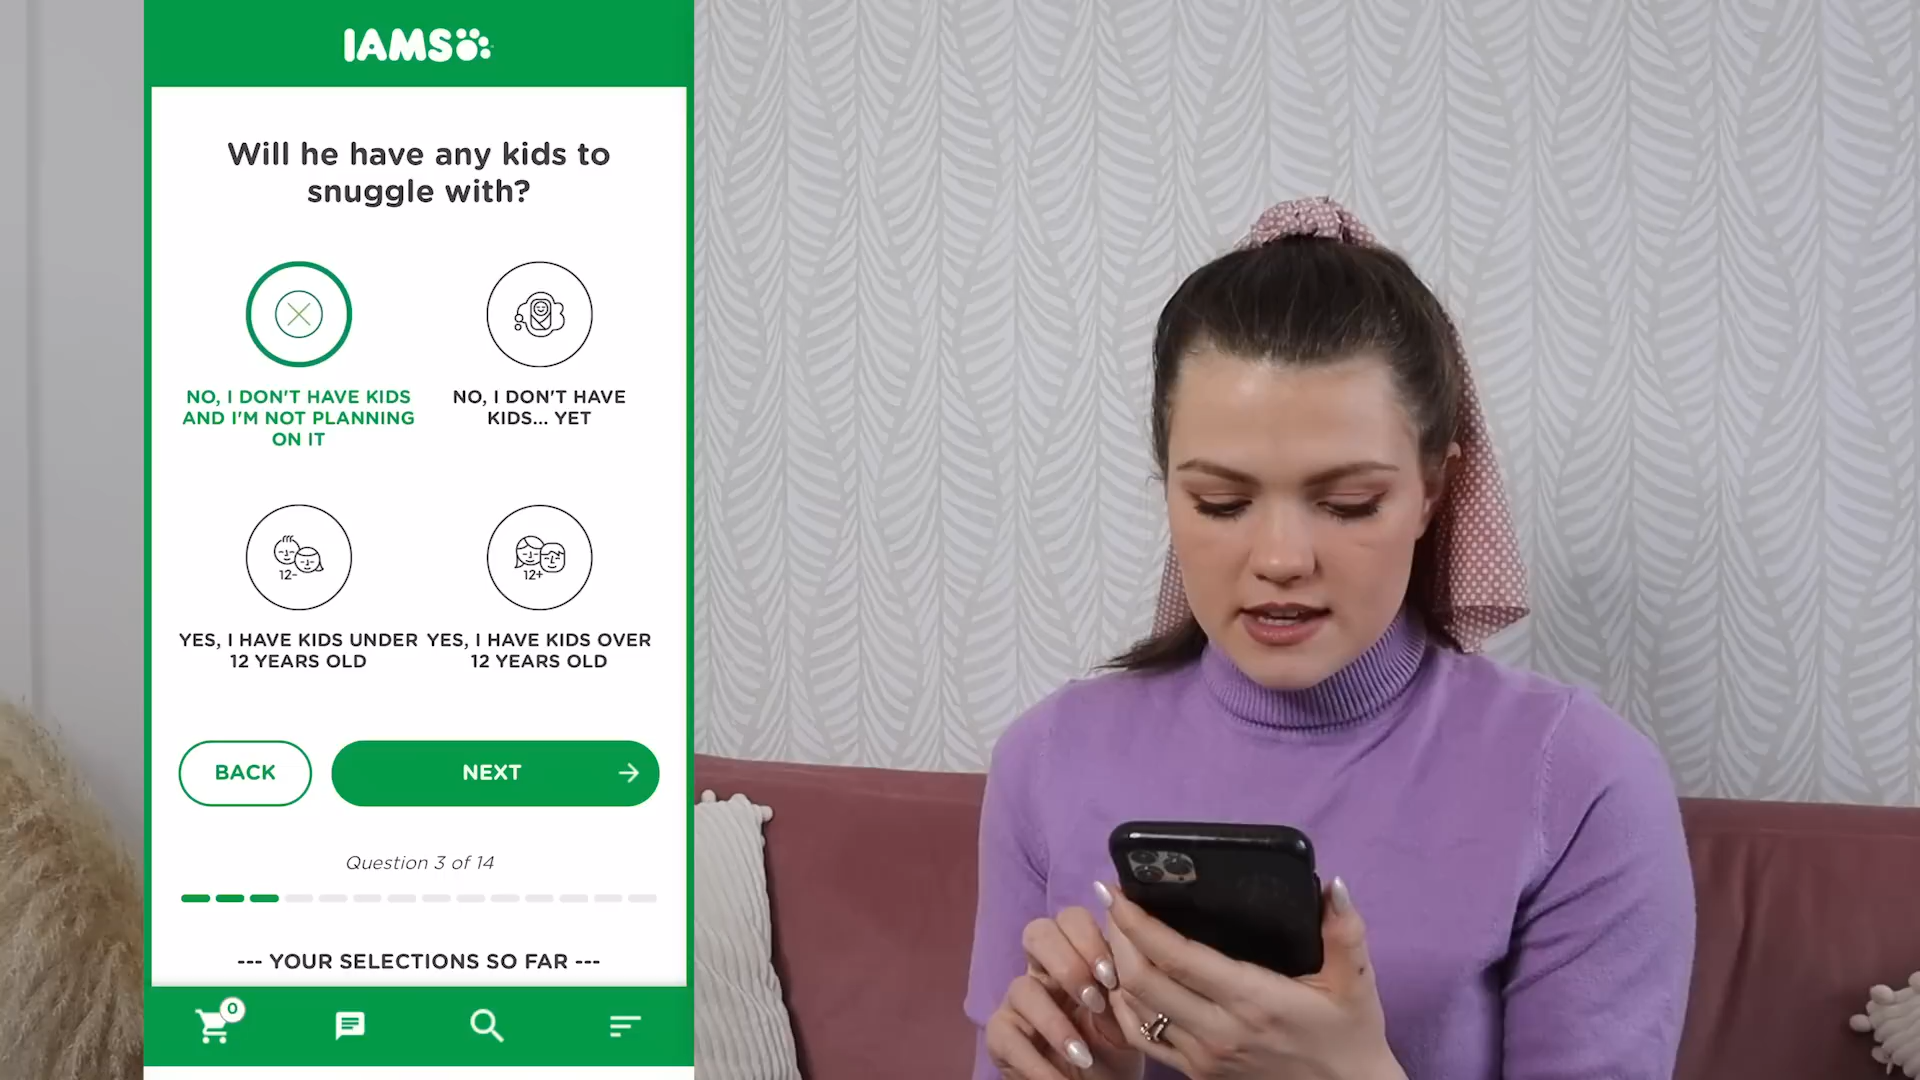 IAMS
Will he have any kids to
snuggle with?
NO, I DON'T HAVE KIDS
AND I'M NOT PLANNING
ON IT
NO, I DON'T HAVE
KIDS... YET
12-
12+
YES, I HAVE KIDS UNDER
12 YEARS OLD
YES, I HAVE KIDS OVER
12 YEARS OLD
BACK
NEXT
Question 3 of 14
--- YOUR SELECTIONS SO FAR ---
0